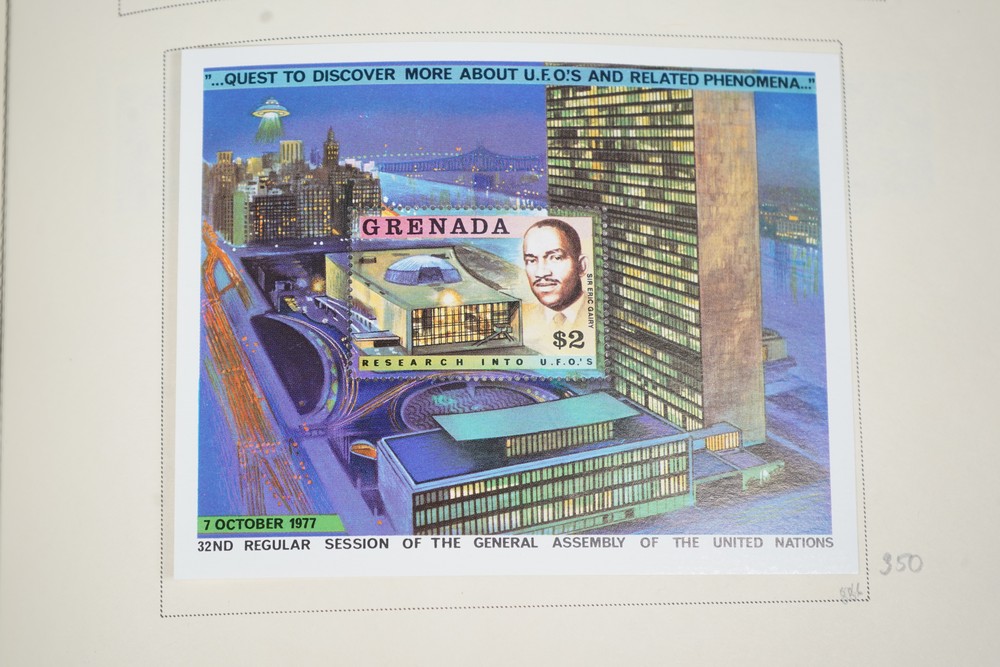 "...QUEST TO DISCOVER MORE ABOUT U.F.O.'S AND RELATED PHENOMENA..."
GRENADA
SIR ERIC GAIRY
$2
RESEARCH INTO U.F.O.'S
7 OCTOBER 1977
32ND REGULAR SESSION OF THE GENERAL ASSEMBLY OF THE UNITED NATIONS
350